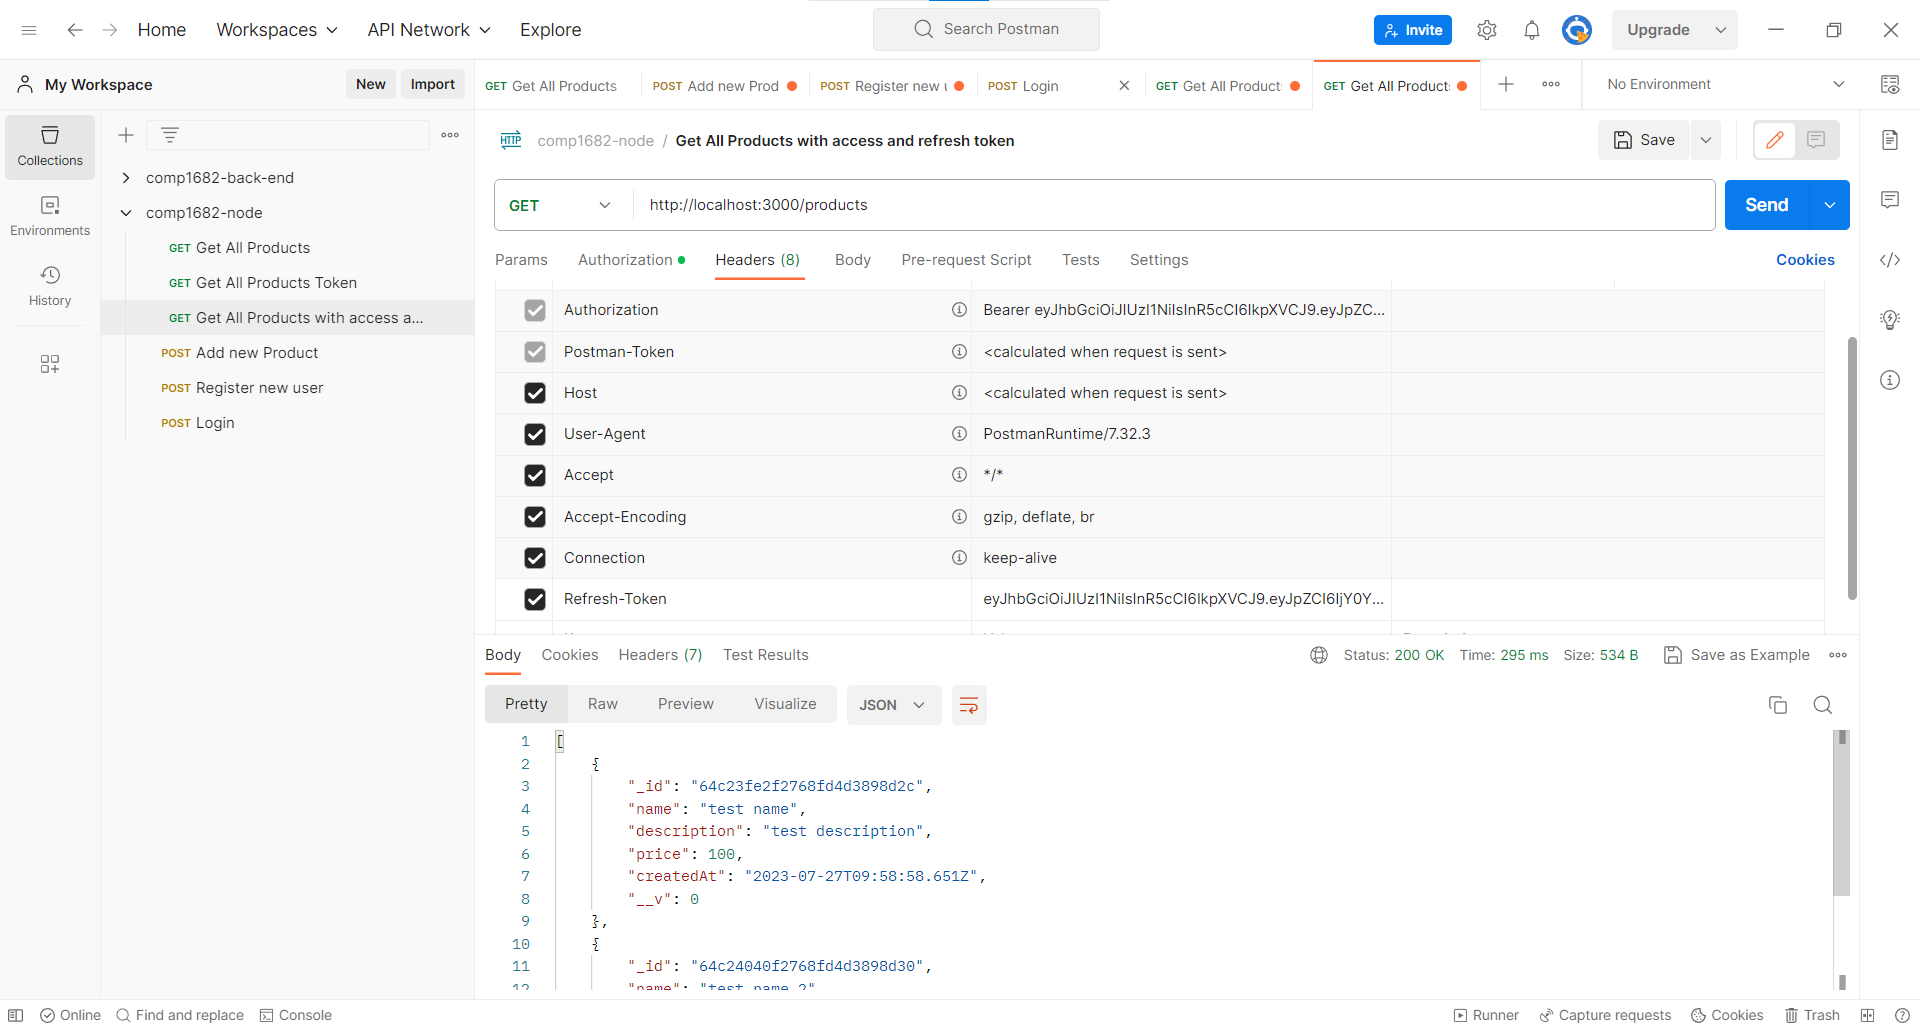 Home Workspaces API Network Explore Search Postman Invite Upgrade
My Workspace New Import
GET Get All Products POST Add new Prod POST Register new u POST Login GET Get All Product: GET Get All Product: No Environment
Collections
Environments
History
comp1682-back-end
comp1682-node
GET Get All Products
GET Get All Products Token
GET Get All Products with access a...
POST Add new Product
POST Register new user
POST Login
HTTP comp1682-node / Get All Products with access and refresh token Save
GET http://localhost:3000/products Send
Params Authorization Headers (8) Body Pre-request Script Tests Settings Cookies
Authorization Bearer eyJhbGciOiJIUzI1NiIsInR5cCI6IkpXVCJ9.eyJpZC...
Postman-Token <calculated when request is sent>
Host <calculated when request is sent>
User-Agent PostmanRuntime/7.32.3
Accept */*
Accept-Encoding gzip, deflate, br
Connection keep-alive
Refresh-Token eyJhbGciOiJIUzI1NiIsInR5cCI6IkpXVCJ9.eyJpZCI6IjY0Y...
Body Cookies Headers (7) Test Results Status: 200 OK Time: 295 ms Size: 534 B Save as Example
Pretty Raw Preview Visualize JSON
1 [
2 {
3 "_id": "64c23fe2f2768fd4d3898d2c",
4 "name": "test name",
5 "description": "test description",
6 "price": 100,
7 "createdAt": "2023-07-27T09:58:58.651Z",
8 "__v": 0
9 },
10 {
11 "_id": "64c24040f2768fd4d3898d30",
12 "name": "test name 2"
Online Find and replace Console Runner Capture requests Cookies Trash